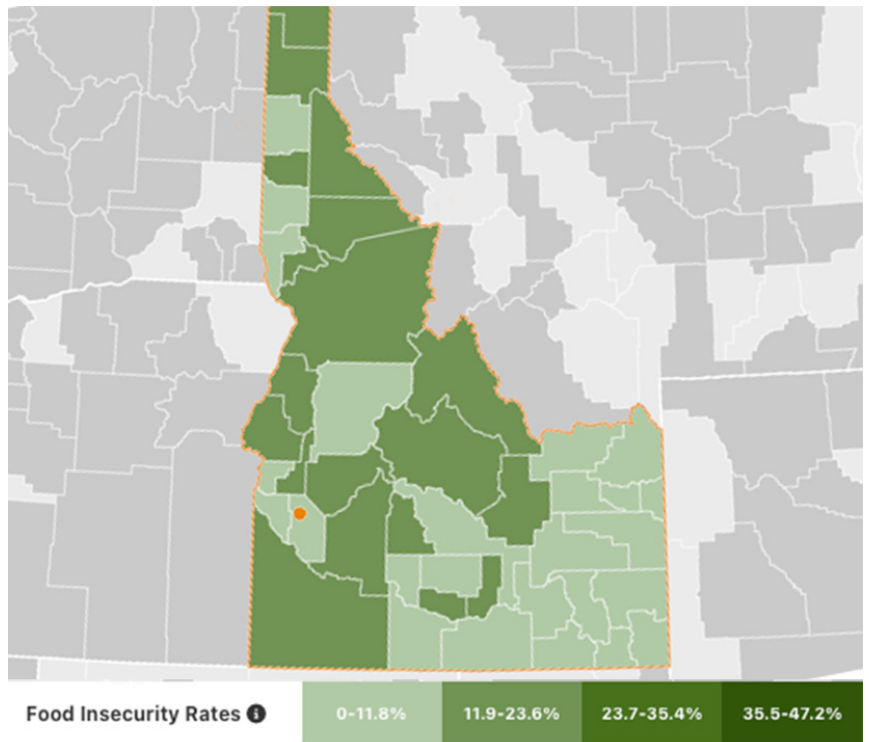 Food Insecurity Rates
0-11.8%
11.9-23.6%
23.7-35.4%
35.5-47.2%